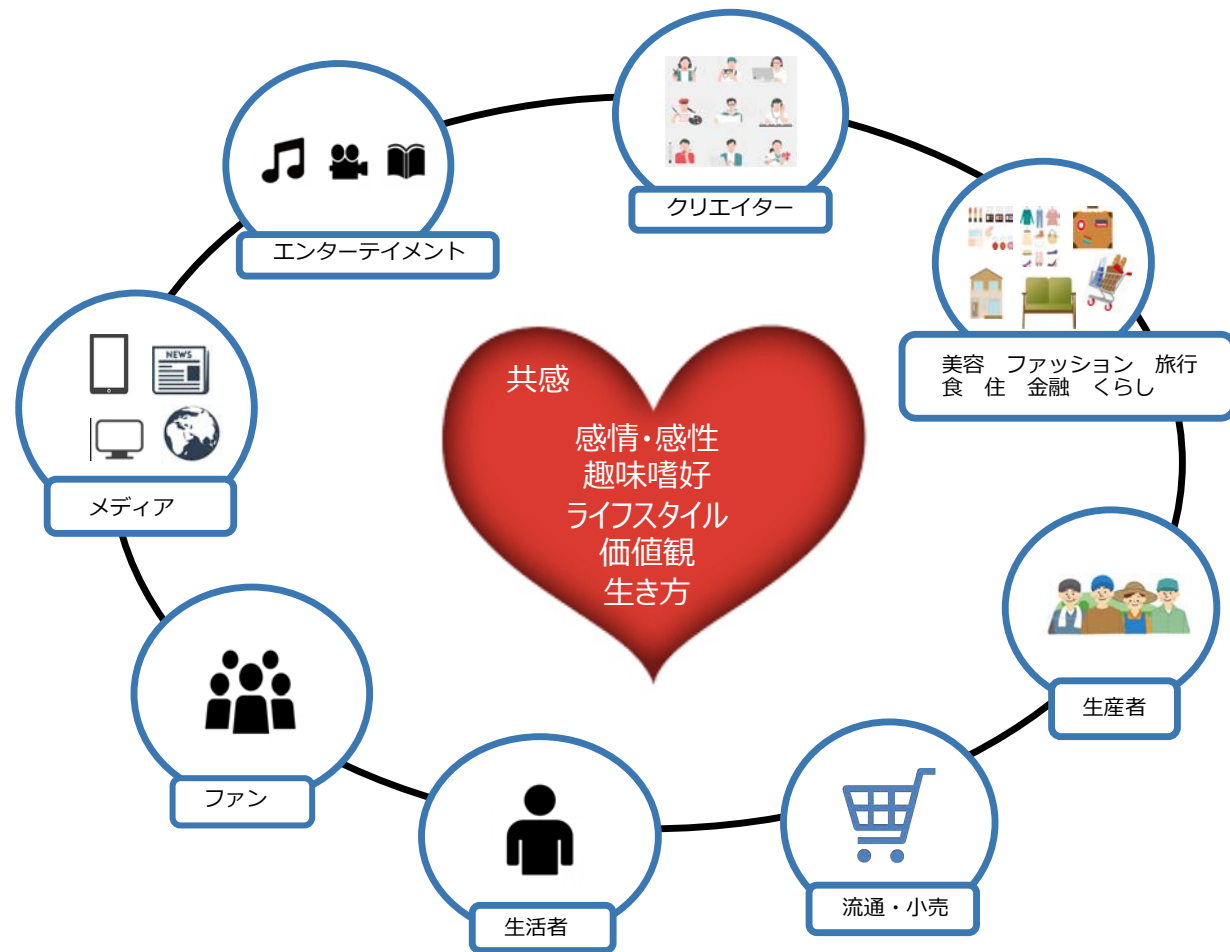 クリエイター
エンターテイメント
美容　ファッション　旅行
食　住　金融　くらし
NEWS
メディア
共感
感情・感性
趣味嗜好
ライフスタイル
価値観
生き方
生産者
ファン
生活者
流通・小売